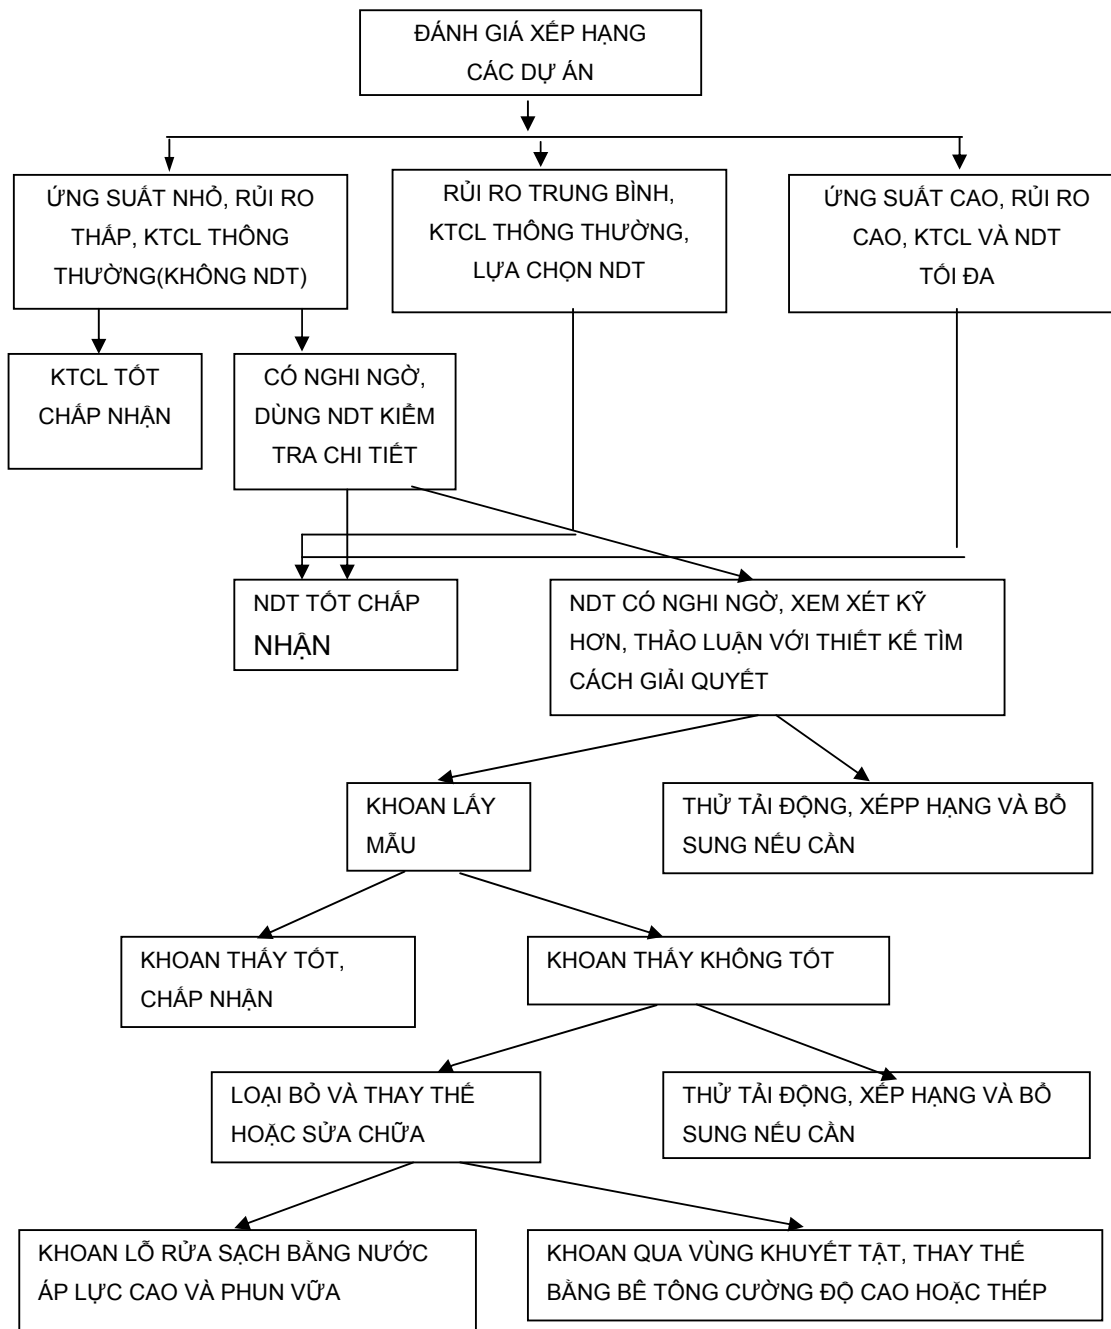 ĐÁNH GIÁ XẾP HẠNG
CÁC DỰ ÁN
ỨNG SUẤT NHỎ, RỦI RO
THẤP, KTCL THÔNG
THƯỜNG(KHÔNG NDT)
RỦI RO TRUNG BÌNH,
KTCL THÔNG THƯỜNG,
LỰA CHỌN NDT
ỨNG SUẤT CAO, RỦI RO
CAO, KTCL VÀ NDT
TỐI ĐA
KTCL TỐT
CHẤP NHẬN
CÓ NGHI NGỜ,
DÙNG NDT KIỂM
TRA CHI TIẾT
NDT TỐT CHẤP
NHẬN
NDT CÓ NGHI NGỜ, XEM XÉT KỸ
HƠN, THẢO LUẬN VỚI THIẾT KẾ TÌM
CÁCH GIẢI QUYẾT
KHOAN LẤY
MẪU
THỬ TẢI ĐỘNG, XÉPP HẠNG VÀ BỔ
SUNG NẾU CẦN
KHOAN THẤY TỐT,
CHẤP NHẬN
KHOAN THẤY KHÔNG TỐT
LOẠI BỎ VÀ THAY THẾ
HOẶC SỬA CHỮA
THỬ TẢI ĐỘNG, XẾP HẠNG VÀ BỔ
SUNG NẾU CẦN
KHOAN LỖ RỬA SẠCH BẰNG NƯỚC
ÁP LỰC CAO VÀ PHUN VỮA
KHOAN QUA VÙNG KHUYẾT TẬT, THAY THẾ
BẰNG BÊ TÔNG CƯỜNG ĐỘ CAO HOẶC THÉP